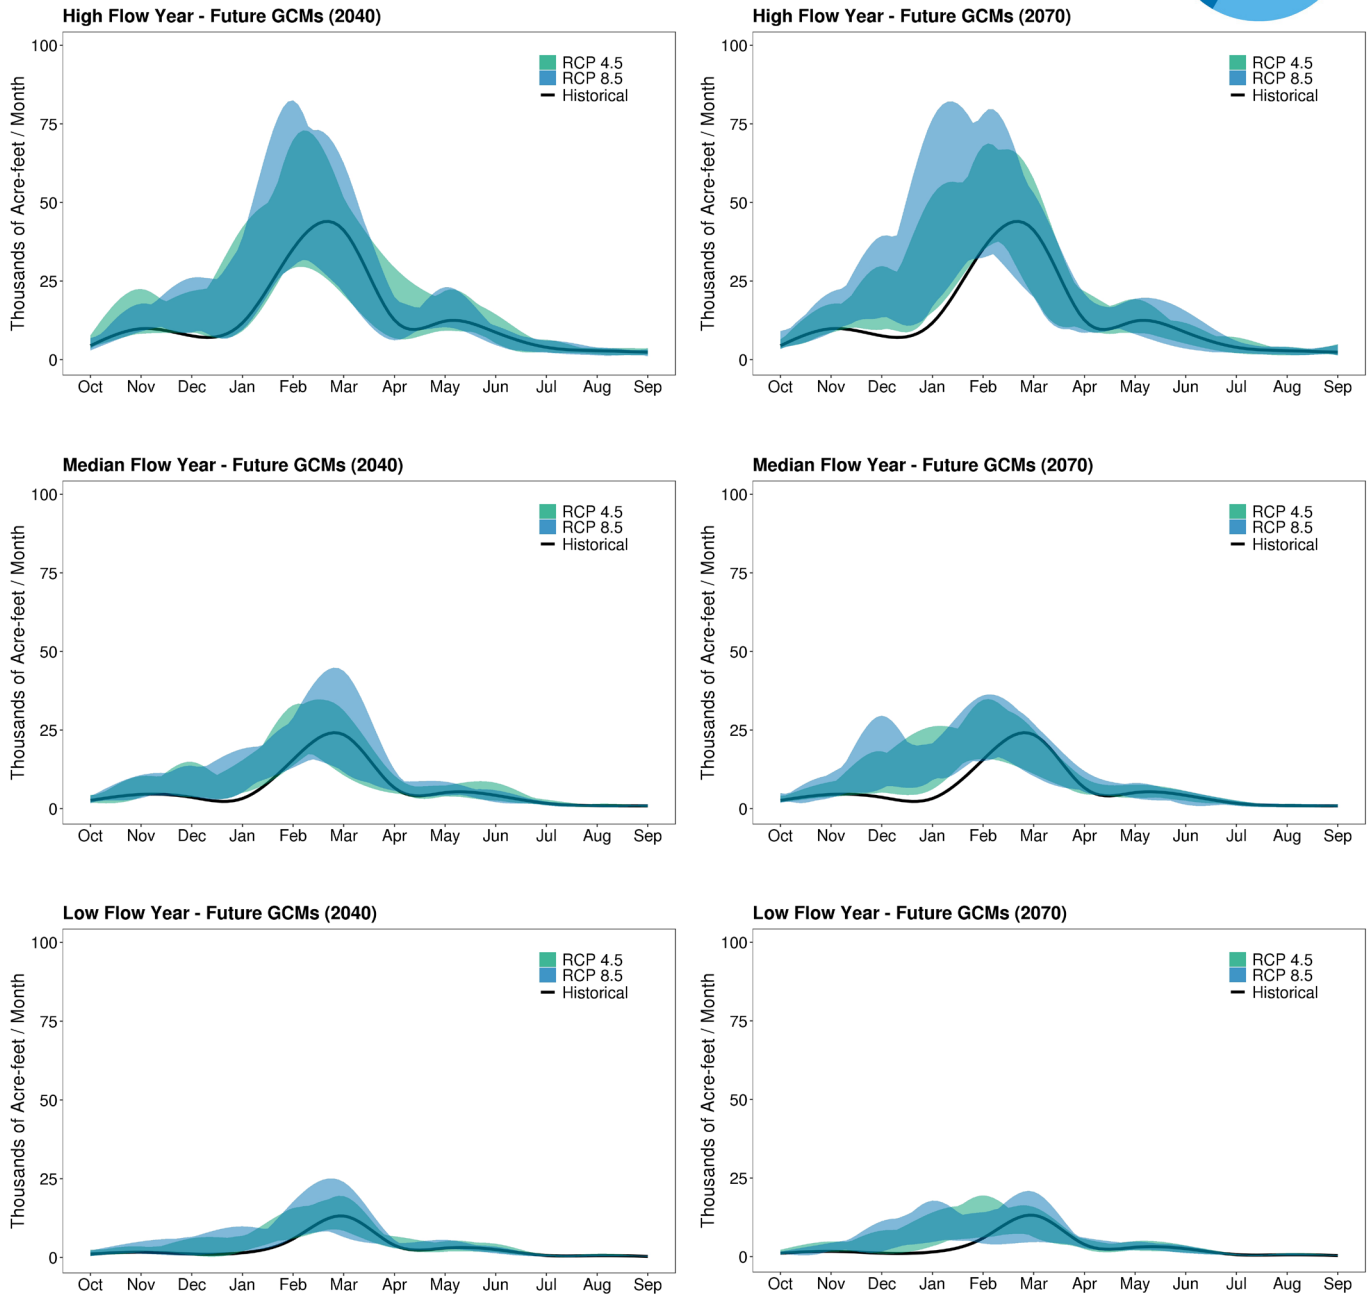 High Flow Year - Future GCMs (2040)
Thousands of Acre-feet / Month
100
75
50
25
0
RCP 4.5
RCP 8.5
Historical
Oct Nov Dec Jan Feb Mar Apr May Jun Jul Aug Sep
High Flow Year - Future GCMs (2070)
Thousands of Acre-feet / Month
100
75
50
25
0
RCP 4.5
RCP 8.5
Historical
Oct Nov Dec Jan Feb Mar Apr May Jun Jul Aug Sep
Median Flow Year - Future GCMs (2040)
Thousands of Acre-feet / Month
100
75
50
25
0
RCP 4.5
RCP 8.5
Historical
Oct Nov Dec Jan Feb Mar Apr May Jun Jul Aug Sep
Median Flow Year - Future GCMs (2070)
Thousands of Acre-feet / Month
100
75
50
25
0
RCP 4.5
RCP 8.5
Historical
Oct Nov Dec Jan Feb Mar Apr May Jun Jul Aug Sep
Low Flow Year - Future GCMs (2040)
Thousands of Acre-feet / Month
100
75
50
25
0
RCP 4.5
RCP 8.5
Historical
Oct Nov Dec Jan Feb Mar Apr May Jun Jul Aug Sep
Low Flow Year - Future GCMs (2070)
Thousands of Acre-feet / Month
100
75
50
25
0
RCP 4.5
RCP 8.5
Historical
Oct Nov Dec Jan Feb Mar Apr May Jun Jul Aug Sep